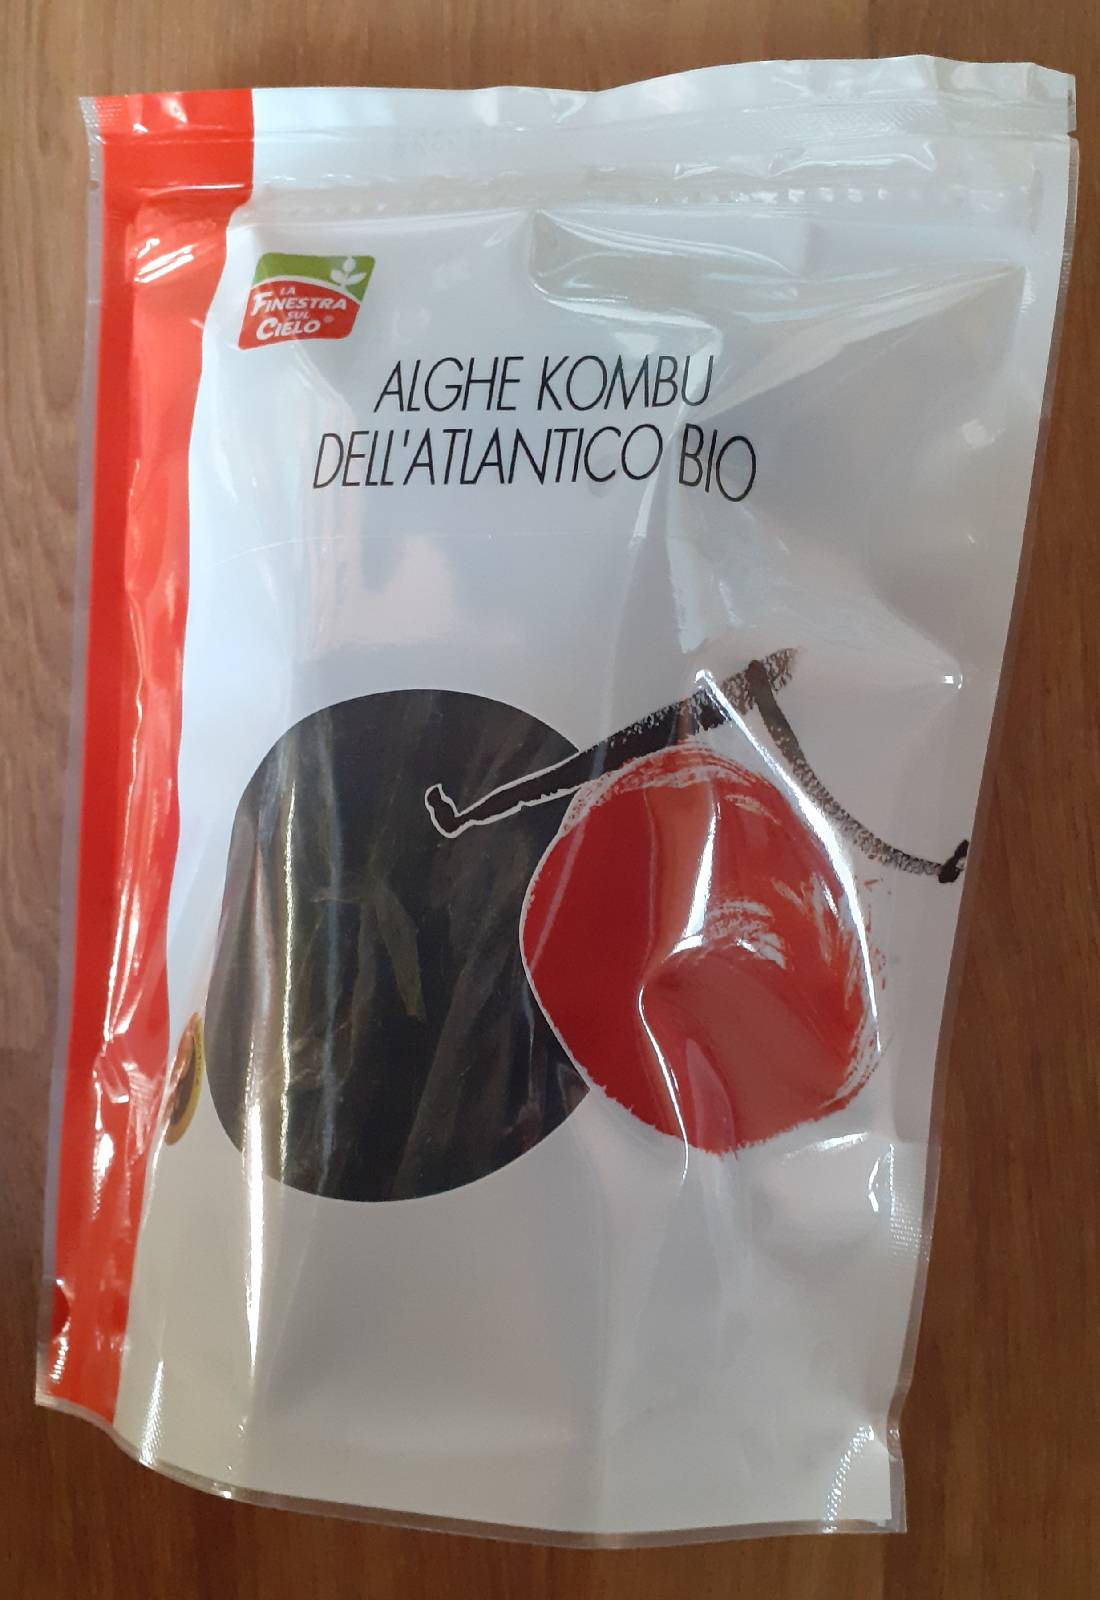 LA
FINESTRA
SUL
CIELO®
ALGHE KOMBU
DELL'ATLANTICO BIO